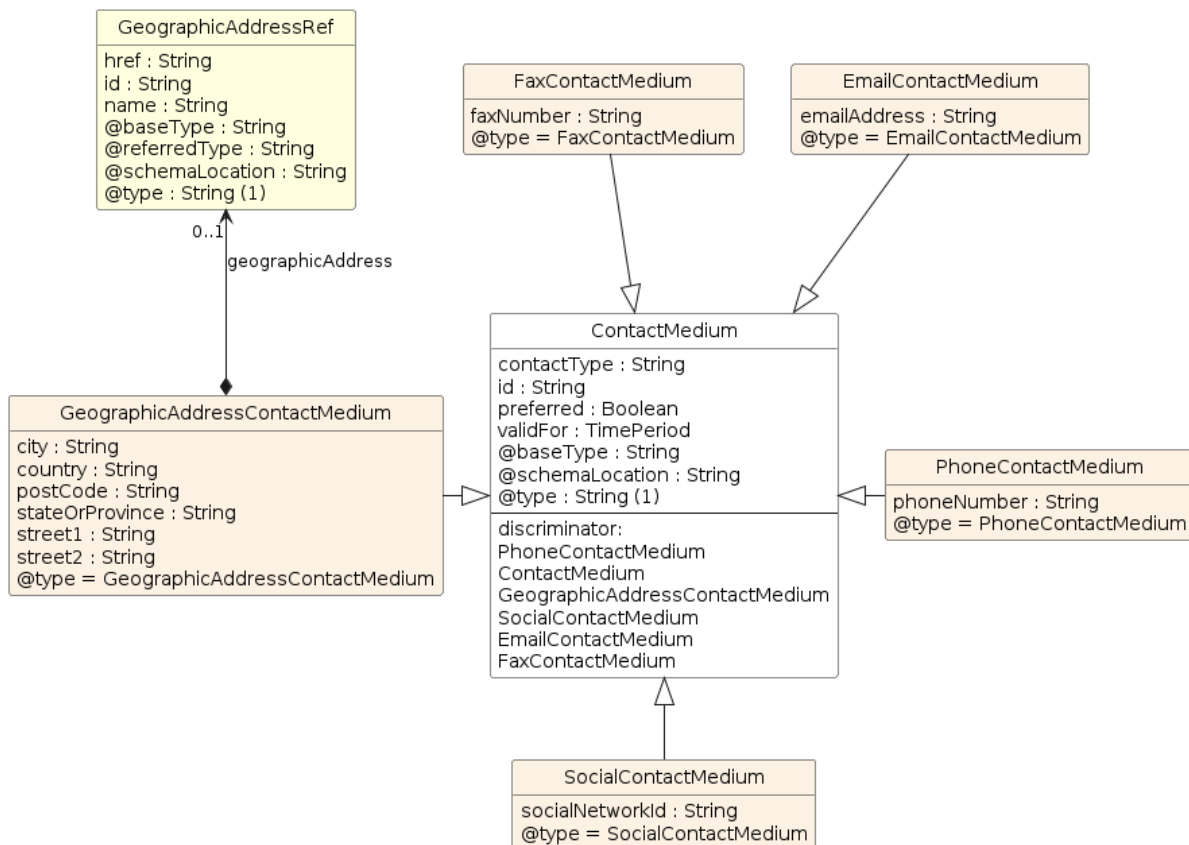 GeographicAddressRef
href : String
id : String
name : String
@baseType : String
@referredType : String
@schemaLocation : String
@type : String (1)
FaxContactMedium
faxNumber : String
@type = FaxContactMedium
EmailContactMedium
emailAddress : String
@type = EmailContactMedium
0..1
geographicAddress
ContactMedium
contactType : String
id : String
preferred : Boolean
validFor : TimePeriod
@baseType : String
@schemaLocation : String
@type : String (1)
discriminator:
PhoneContactMedium
ContactMedium
GeographicAddressContactMedium
SocialContactMedium
EmailContactMedium
FaxContactMedium
GeographicAddressContactMedium
city : String
country : String
postCode : String
stateOrProvince : String
street1 : String
street2 : String
@type = GeographicAddressContactMedium
PhoneContactMedium
phoneNumber : String
@type = PhoneContactMedium
SocialContactMedium
socialNetworkId : String
@type = SocialContactMedium